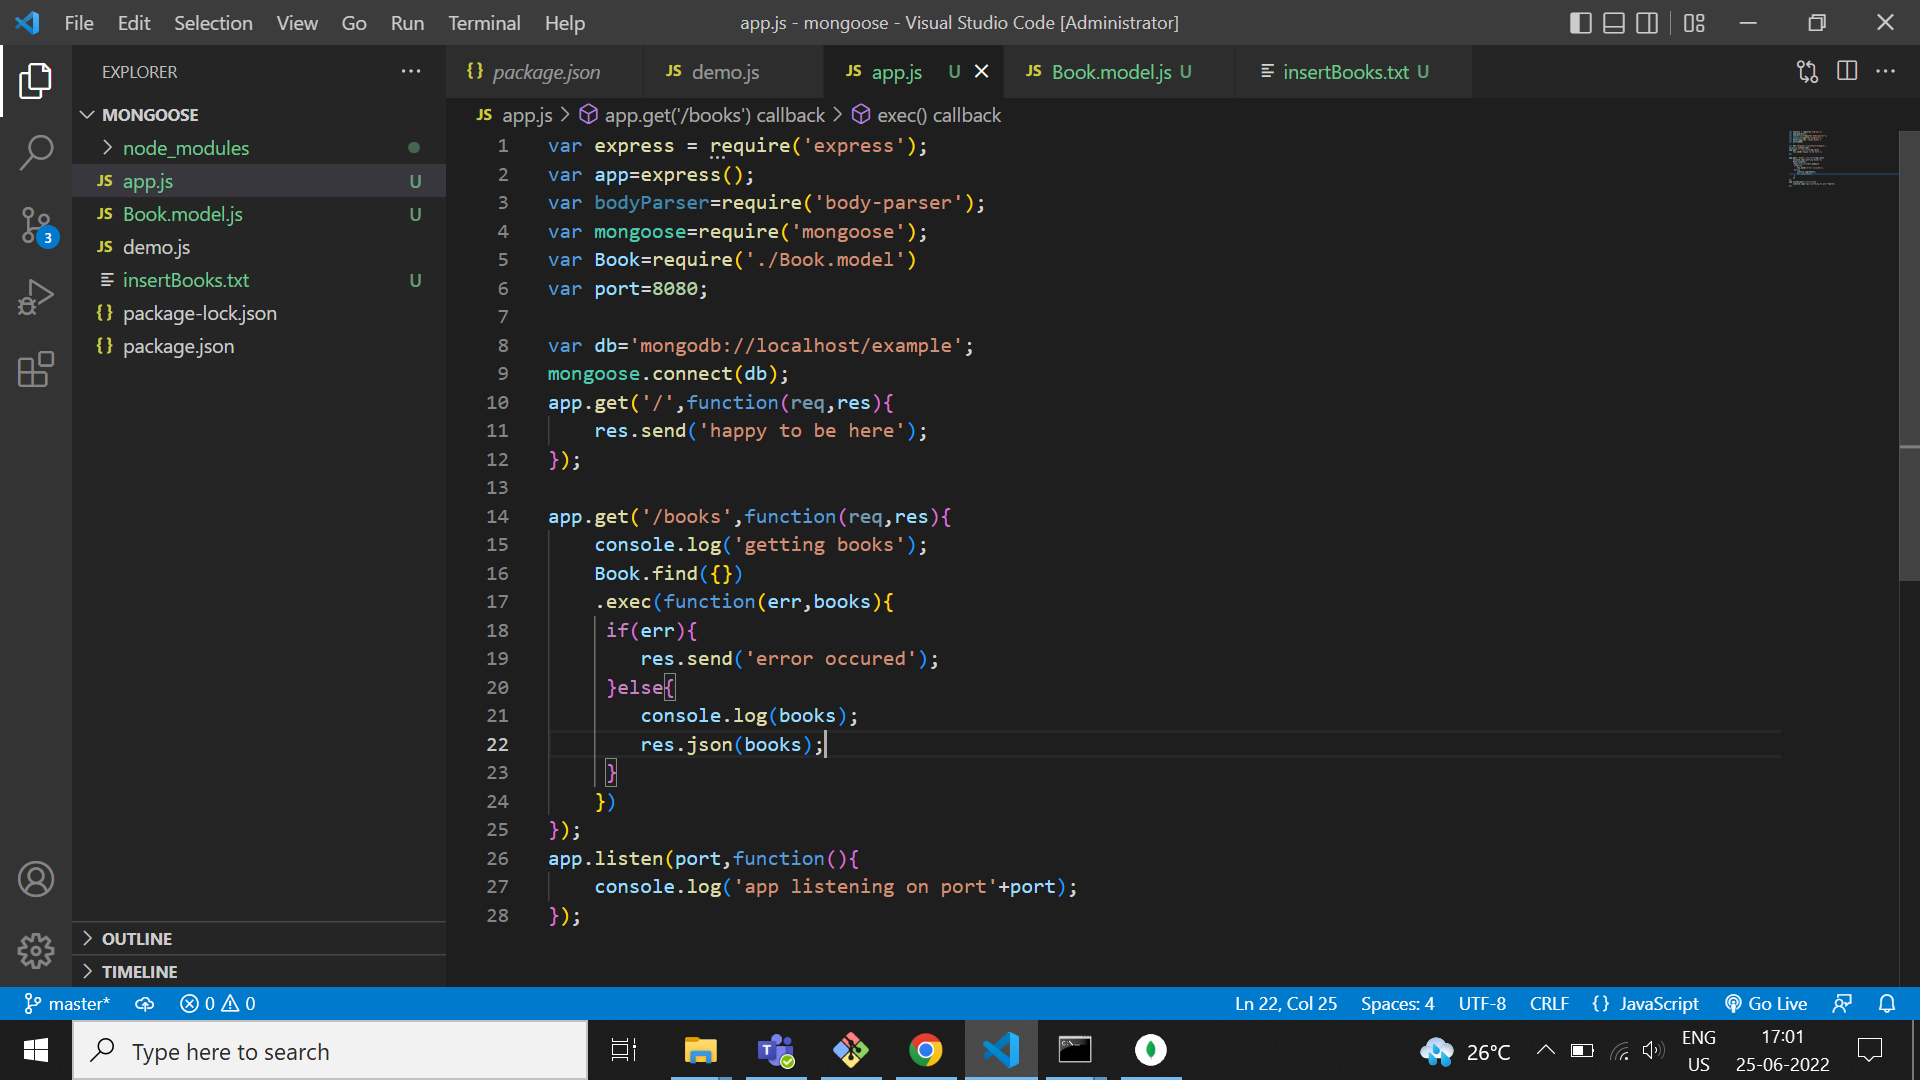 File Edit Selection View Go Run Terminal Help
app.js - mongoose - Visual Studio Code [Administrator]
EXPLORER
MONGOOSE
node_modules
JS app.js U
JS Book.model.js U
JS demo.js
insertBooks.txt U
{} package-lock.json
{} package.json
3
OUTLINE
TIMELINE
{} package.json JS demo.js JS app.js U JS Book.model.js U insertBooks.txt U
JS app.js > app.get('/books') callback > exec() callback
1 var express = require('express');
2 var app=express();
3 var bodyParser=require('body-parser');
4 var mongoose=require('mongoose');
5 var Book=require('./Book.model')
6 var port=8080;
7
8 var db='mongodb://localhost/example';
9 mongoose.connect(db);
10 app.get('/',function(req,res){
11 res.send('happy to be here');
12 });
13
14 app.get('/books',function(req,res){
15 console.log('getting books');
16 Book.find({})
17 .exec(function(err,books){
18 if(err){
19 res.send('error occured');
20 }else{
21 console.log(books);
22 res.json(books);
23 }
24 })
25 });
26 app.listen(port,function(){
27 console.log('app listening on port'+port);
28 });
master* 0 0 Ln 22, Col 25 Spaces: 4 UTF-8 CRLF {} JavaScript Go Live
Type here to search
26°C
ENG
US
17:01
25-06-2022